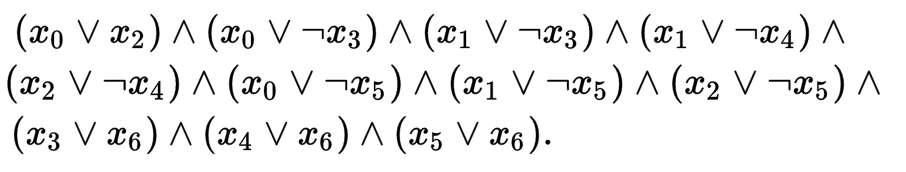 (x₀ ∨ x₂) ∧ (x₀ ∨ ¬x₃) ∧ (x₁ ∨ ¬x₃) ∧ (x₁ ∨ ¬x₄) ∧
(x₂ ∨ ¬x₄) ∧ (x₀ ∨ ¬x₅) ∧ (x₁ ∨ ¬x₅) ∧ (x₂ ∨ ¬x₅) ∧
(x₃ ∨ x₆) ∧ (x₄ ∨ x₆) ∧ (x₅ ∨ x₆).